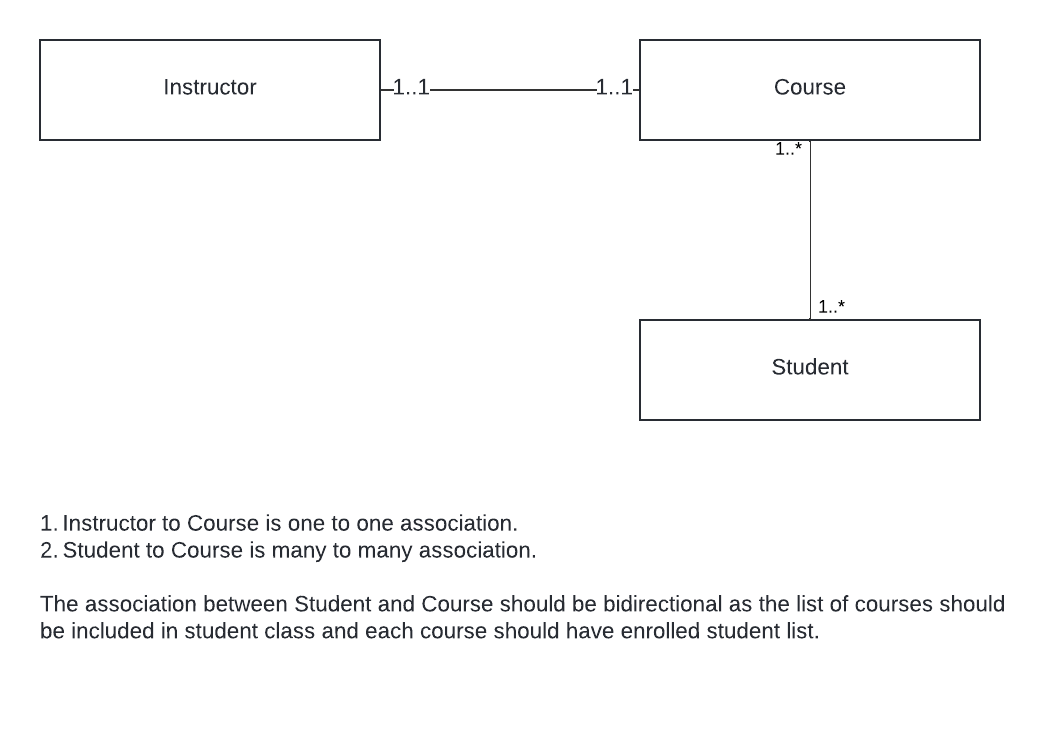 Instructor
1..1
1..1
Course
1..*
1..*
Student
1. Instructor to Course is one to one association.
2. Student to Course is many to many association.
The association between Student and Course should be bidirectional as the list of courses should
be included in student class and each course should have enrolled student list.